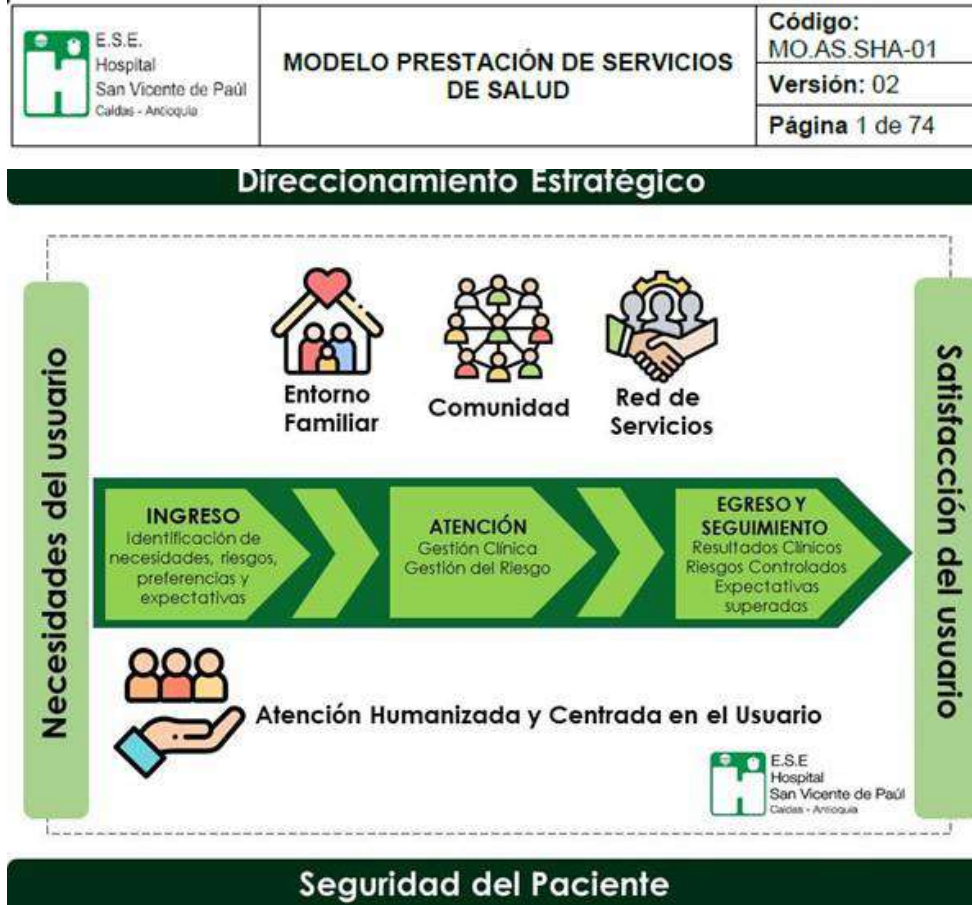 E.S.E.
Hospital
San Vicente de Paúl
Caldas - Antioquia
MODELO PRESTACIÓN DE SERVICIOS
DE SALUD
Código:
MO.AS.SHA-01
Versión: 02
Página 1 de 74
Direccionamiento Estratégico
Necesidades del usuario
Entorno
Familiar
Comunidad
Red de
Servicios
INGRESO
Identificación de
necesidades, riesgos,
preferencias y
expectativas
ATENCIÓN
Gestión Clínica
Gestión del Riesgo
EGRESO Y
SEGUIMIENTO
Resultados Clínicos
Riesgos Controlados
Expectativas
superadas
Satisfacción del usuario
Atención Humanizada y Centrada en el Usuario
E.S.E
Hospital
San Vicente de Paúl
Caldas - Antioquia
Seguridad del Paciente